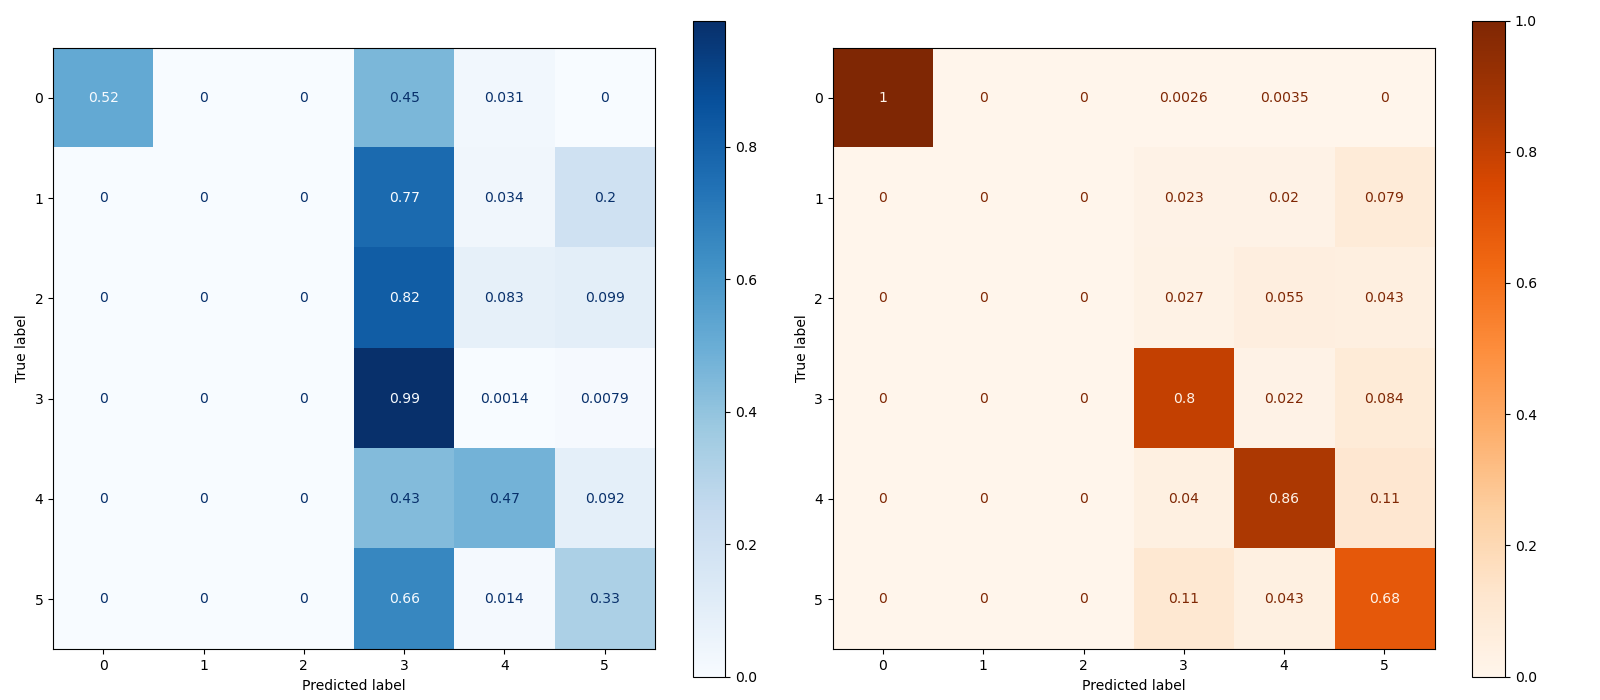 0 0.52 0 0 0.45 0.031 0
1 0 0 0 0.77 0.034 0.2
2 0 0 0 0.82 0.083 0.099
3 0 0 0 0.99 0.0014 0.0079
4 0 0 0 0.43 0.47 0.092
5 0 0 0 0.66 0.014 0.33
0 1 2 3 4 5
Predicted label
True label
0.8
0.6
0.4
0.2
0.0
0 1 0 0 0.0026 0.0035 0
1 0 0 0 0.023 0.02 0.079
2 0 0 0 0.027 0.055 0.043
3 0 0 0 0.8 0.022 0.084
4 0 0 0 0.04 0.86 0.11
5 0 0 0 0.11 0.043 0.68
0 1 2 3 4 5
Predicted label
True label
1.0
0.8
0.6
0.4
0.2
0.0